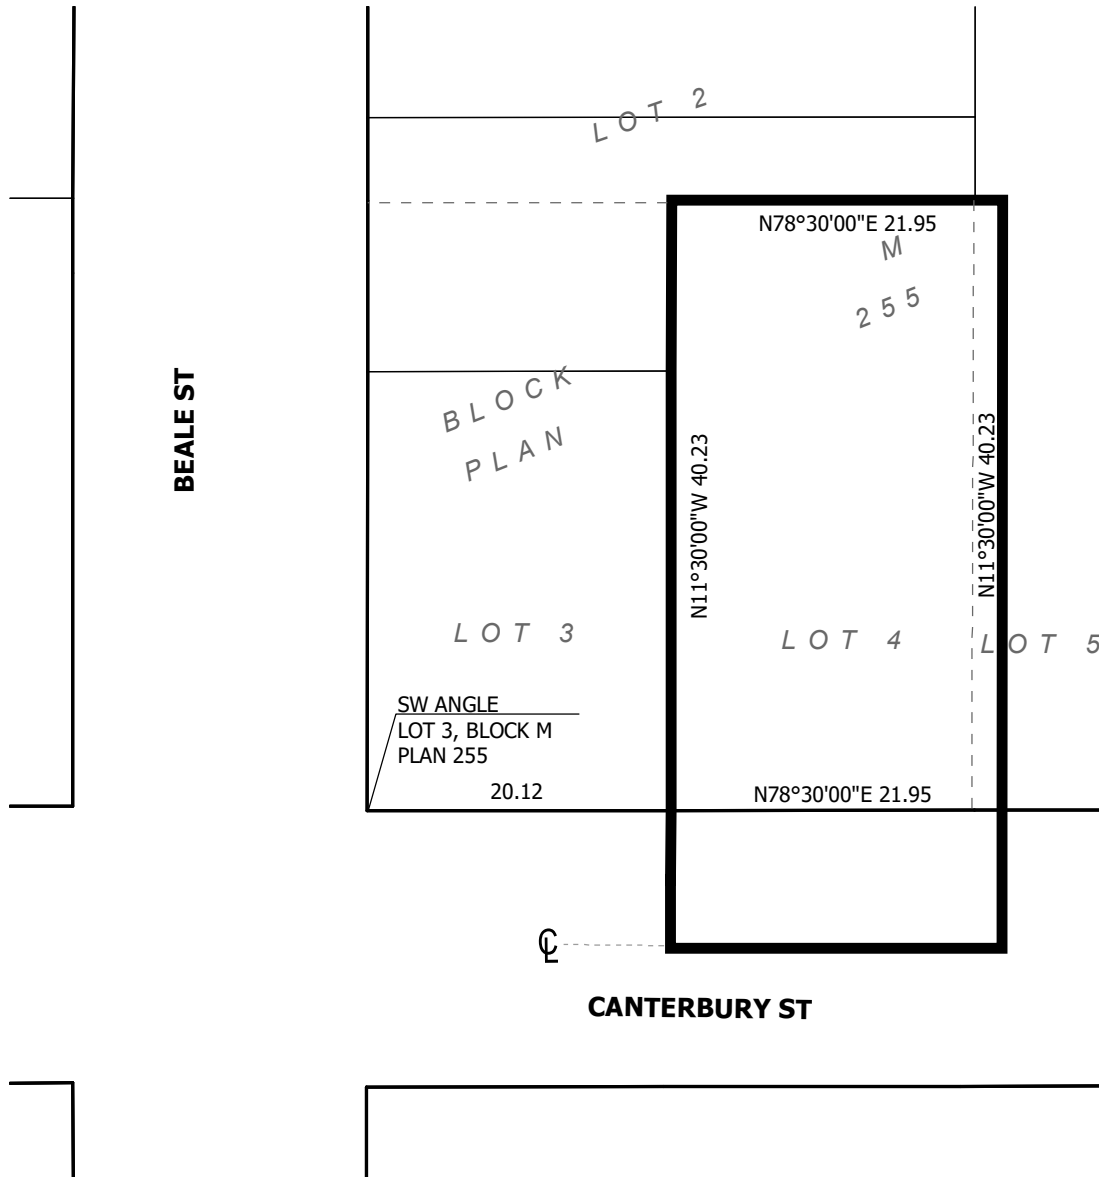 LOT 2
N78°30'00"E 21.95
M
255
BEALE ST
BLOCK
PLAN
N11°30'00"W 40.23
N11°30'00"W 40.23
LOT 3
LOT 4
LOT 5
SW ANGLE
LOT 3, BLOCK M
PLAN 255
20.12
N78°30'00"E 21.95
℄
CANTERBURY ST